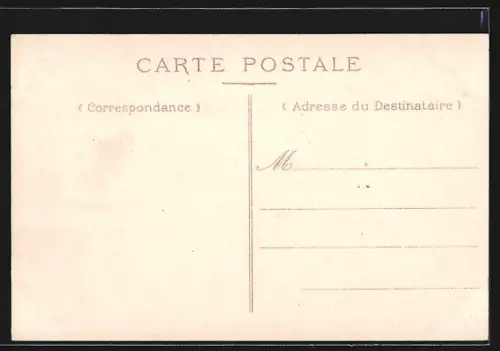 CARTE POSTALE
( Correspondance )
( Adresse du Destinataire )
M